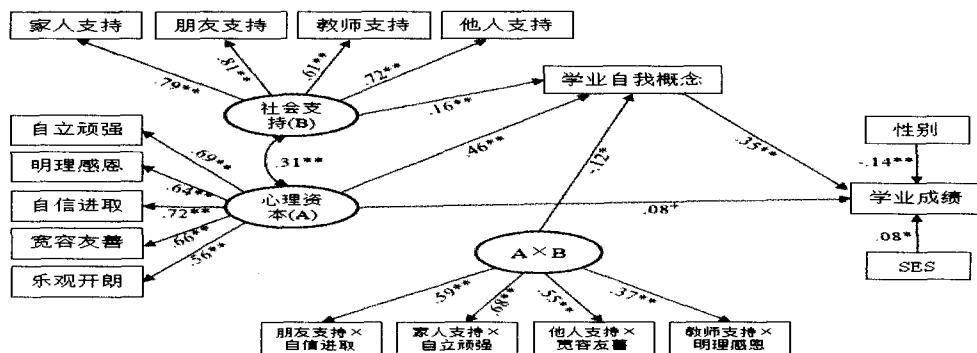 家人支持
朋友支持
教师支持
他人支持
.79**
.81**
.61**
.72**
社会支
持(B)
学业自我概念
.16**
自立顽强
明理感恩
自信进取
宽容友善
乐观开朗
.69**
.64**
.72**
.66**
.56**
.31**
心理资
本(A)
.46**
-.12*
.35**
.08+
性别
-.14**
学业成绩
.08*
SES
A×B
.59**
.68**
.55**
.37**
朋友支持×
自信进取
家人支持×
自立顽强
他人支持×
宽容友善
教师支持×
明理感恩